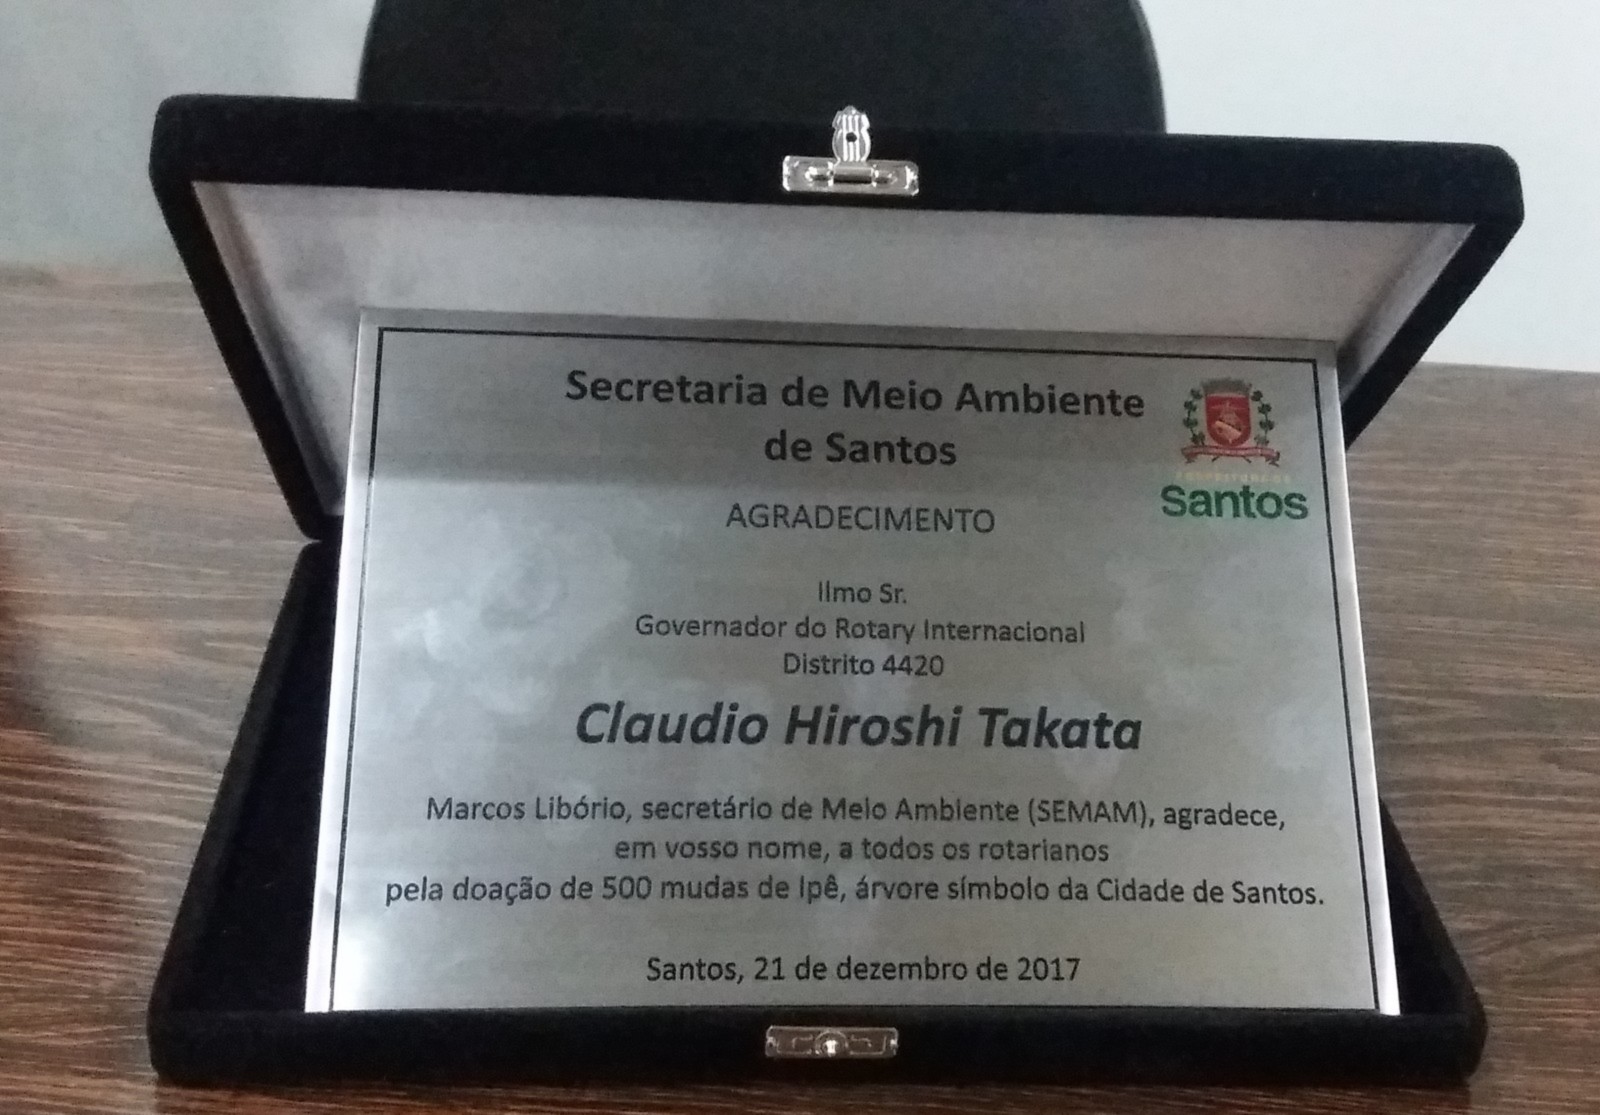 Secretaria de Meio Ambiente
de Santos
AGRADECIMENTO
PREFEITURA DE
Santos
Ilmo Sr.
Governador do Rotary Internacional
Distrito 4420
Claudio Hiroshi Takata
Marcos Libório, secretário de Meio Ambiente (SEMAM), agradece,
em vosso nome, a todos os rotarianos
pela doação de 500 mudas de Ipê, árvore símbolo da Cidade de Santos.
Santos, 21 de dezembro de 2017